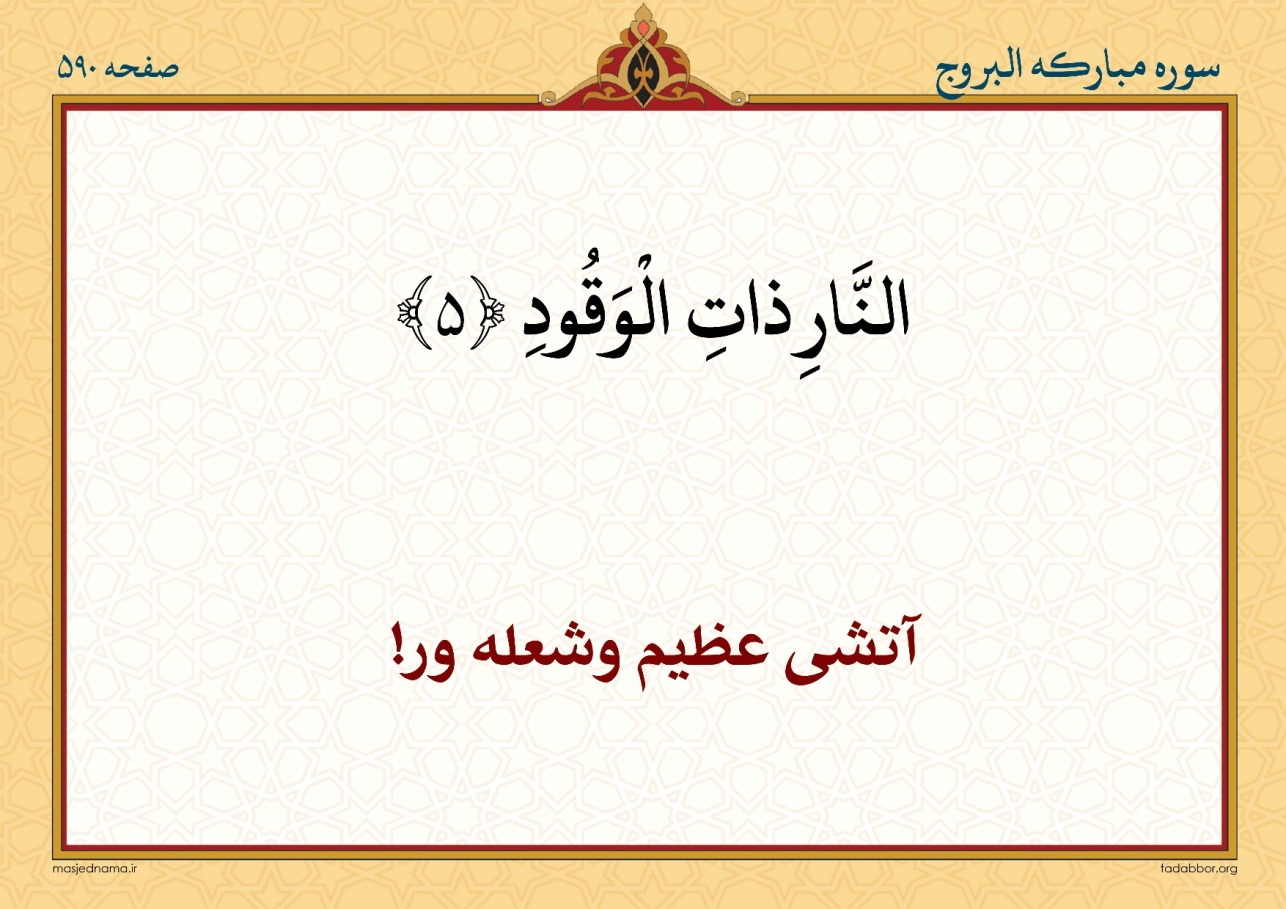 سوره مبارکه البروج
صفحه ۵۹۰
النَّارِ ذاتِ الْوَقُودِ ﴿۵﴾
آتشی عظیم وشعله ور!
masjednama.ir
tadabbor.org